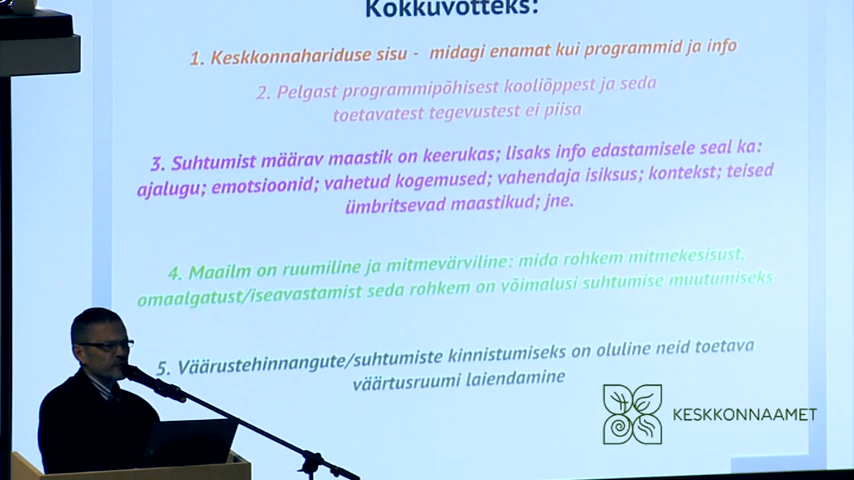 Kokkuvõtteks:
1. Keskkonnahariduse sisu - midagi enamat kui programmid ja info
2. Pelgast programmipõhisest kooliõppest ja seda
toetavatest tegevustest ei piisa
3. Suhtumist määrav maastik on keerukas; lisaks info edastamisele seal ka:
ajalugu; emotsioonid; vahetud kogemused; vahendaja isiksus; kontekst; teised
ümbritsevad maastikud; jne.
4. Maailm on ruumiline ja mitmevärviline: mida rohkem mitmekesisust,
omaalgatust/iseavastamist seda rohkem on võimalusi suhtumise muutumiseks
5. Väärustehinnangute/suhtumiste kinnistumiseks on oluline neid toetava
väärtusruumi laiendamine
KESKKONNAAMET